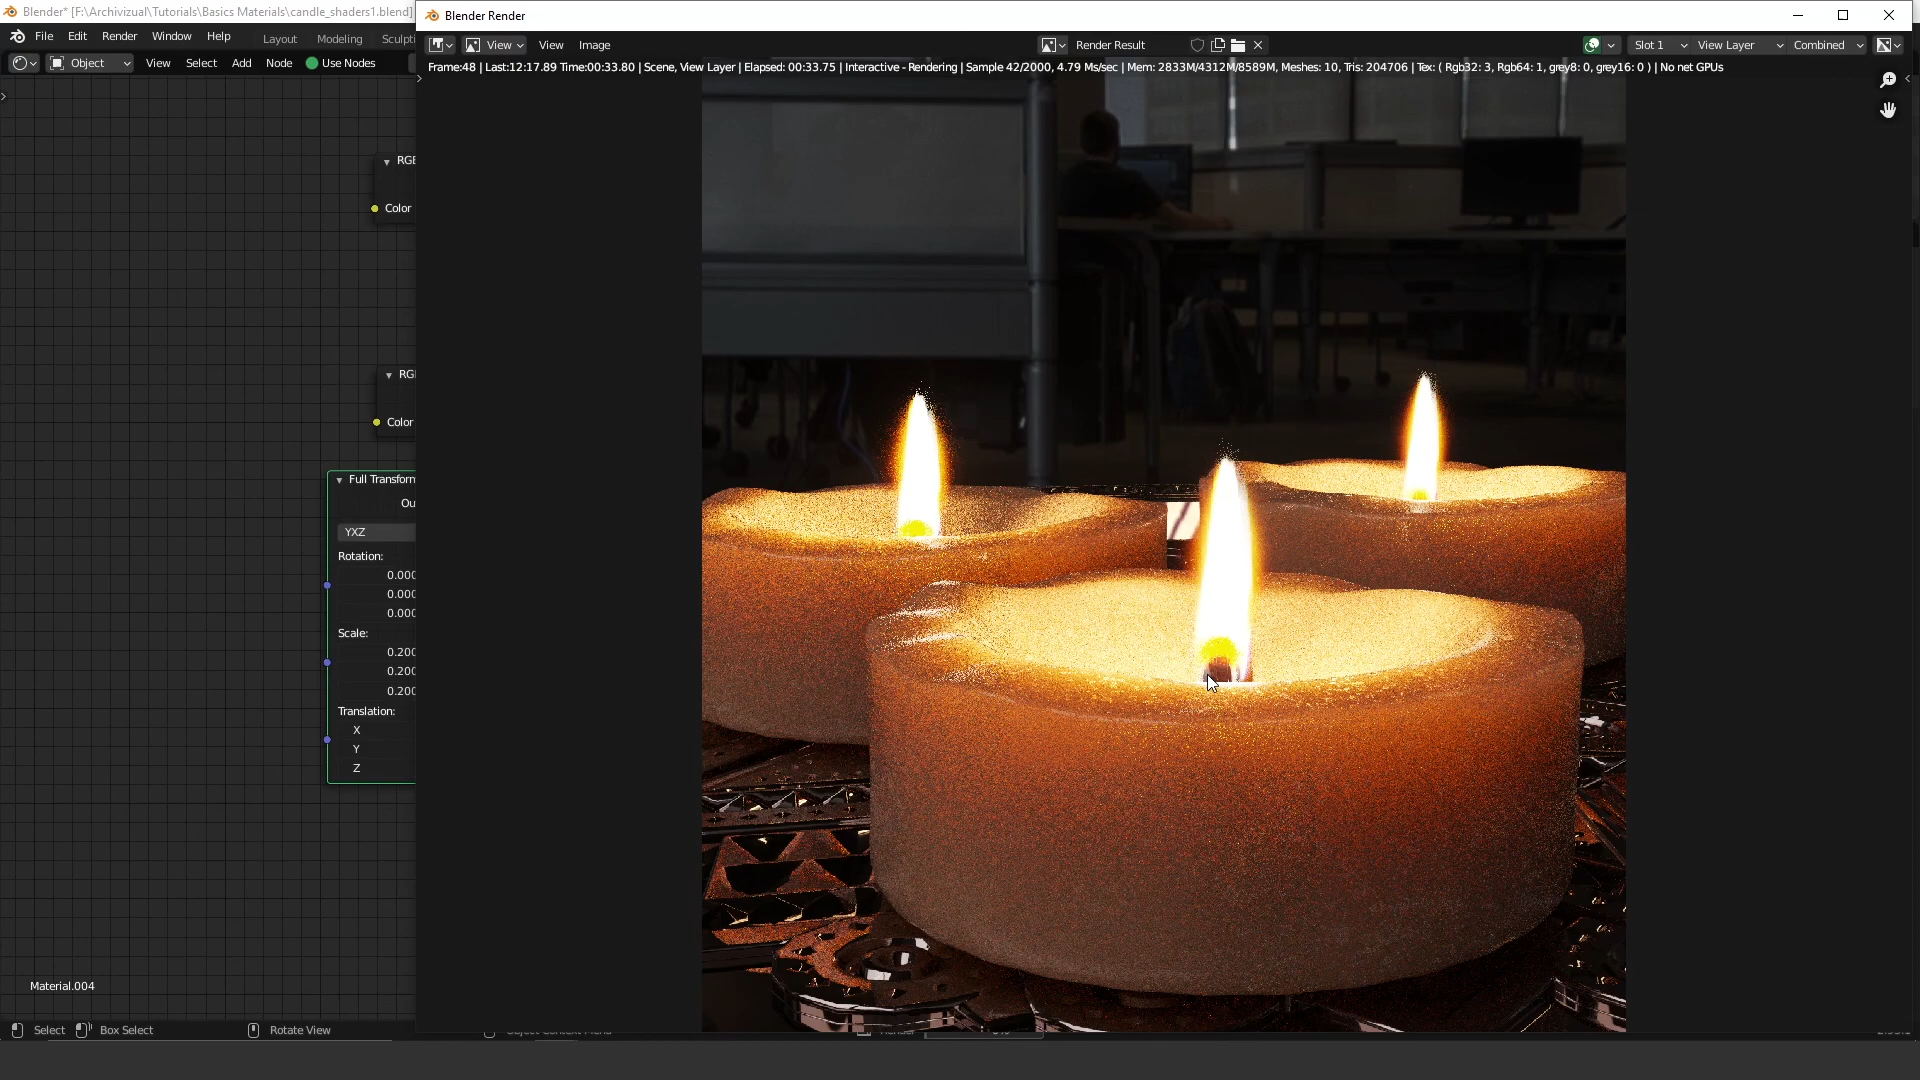 Blender* [F:\Archivizual\Tutorials\Basics Materials\candle_shaders1.blend]
Blender Render
File Edit Render Window Help Layout Modeling Sculpti
View View Image Render Result Slot 1 View Layer Combined
Object View Select Add Node Use Nodes
Frame:48 | Last:12:17.89 Time:00:33.80 | Scene, View Layer | Elapsed: 00:33.75 | Interactive - Rendering | Sample 42/2000, 4.79 Ms/sec | Mem: 2833M/4312M/8589M, Meshes: 10, Tris: 204706 | Tex: ( Rgb32: 3, Rgb64: 1, grey8: 0, grey16: 0 ) | No net GPUs
RGB
Color
RGI
Color
Full Transform
Ou
YXZ
Rotation:
0.000
0.000
0.000
Scale:
0.200
0.200
0.200
Translation:
X
Y
Z
Material.004
Select Box Select Rotate View